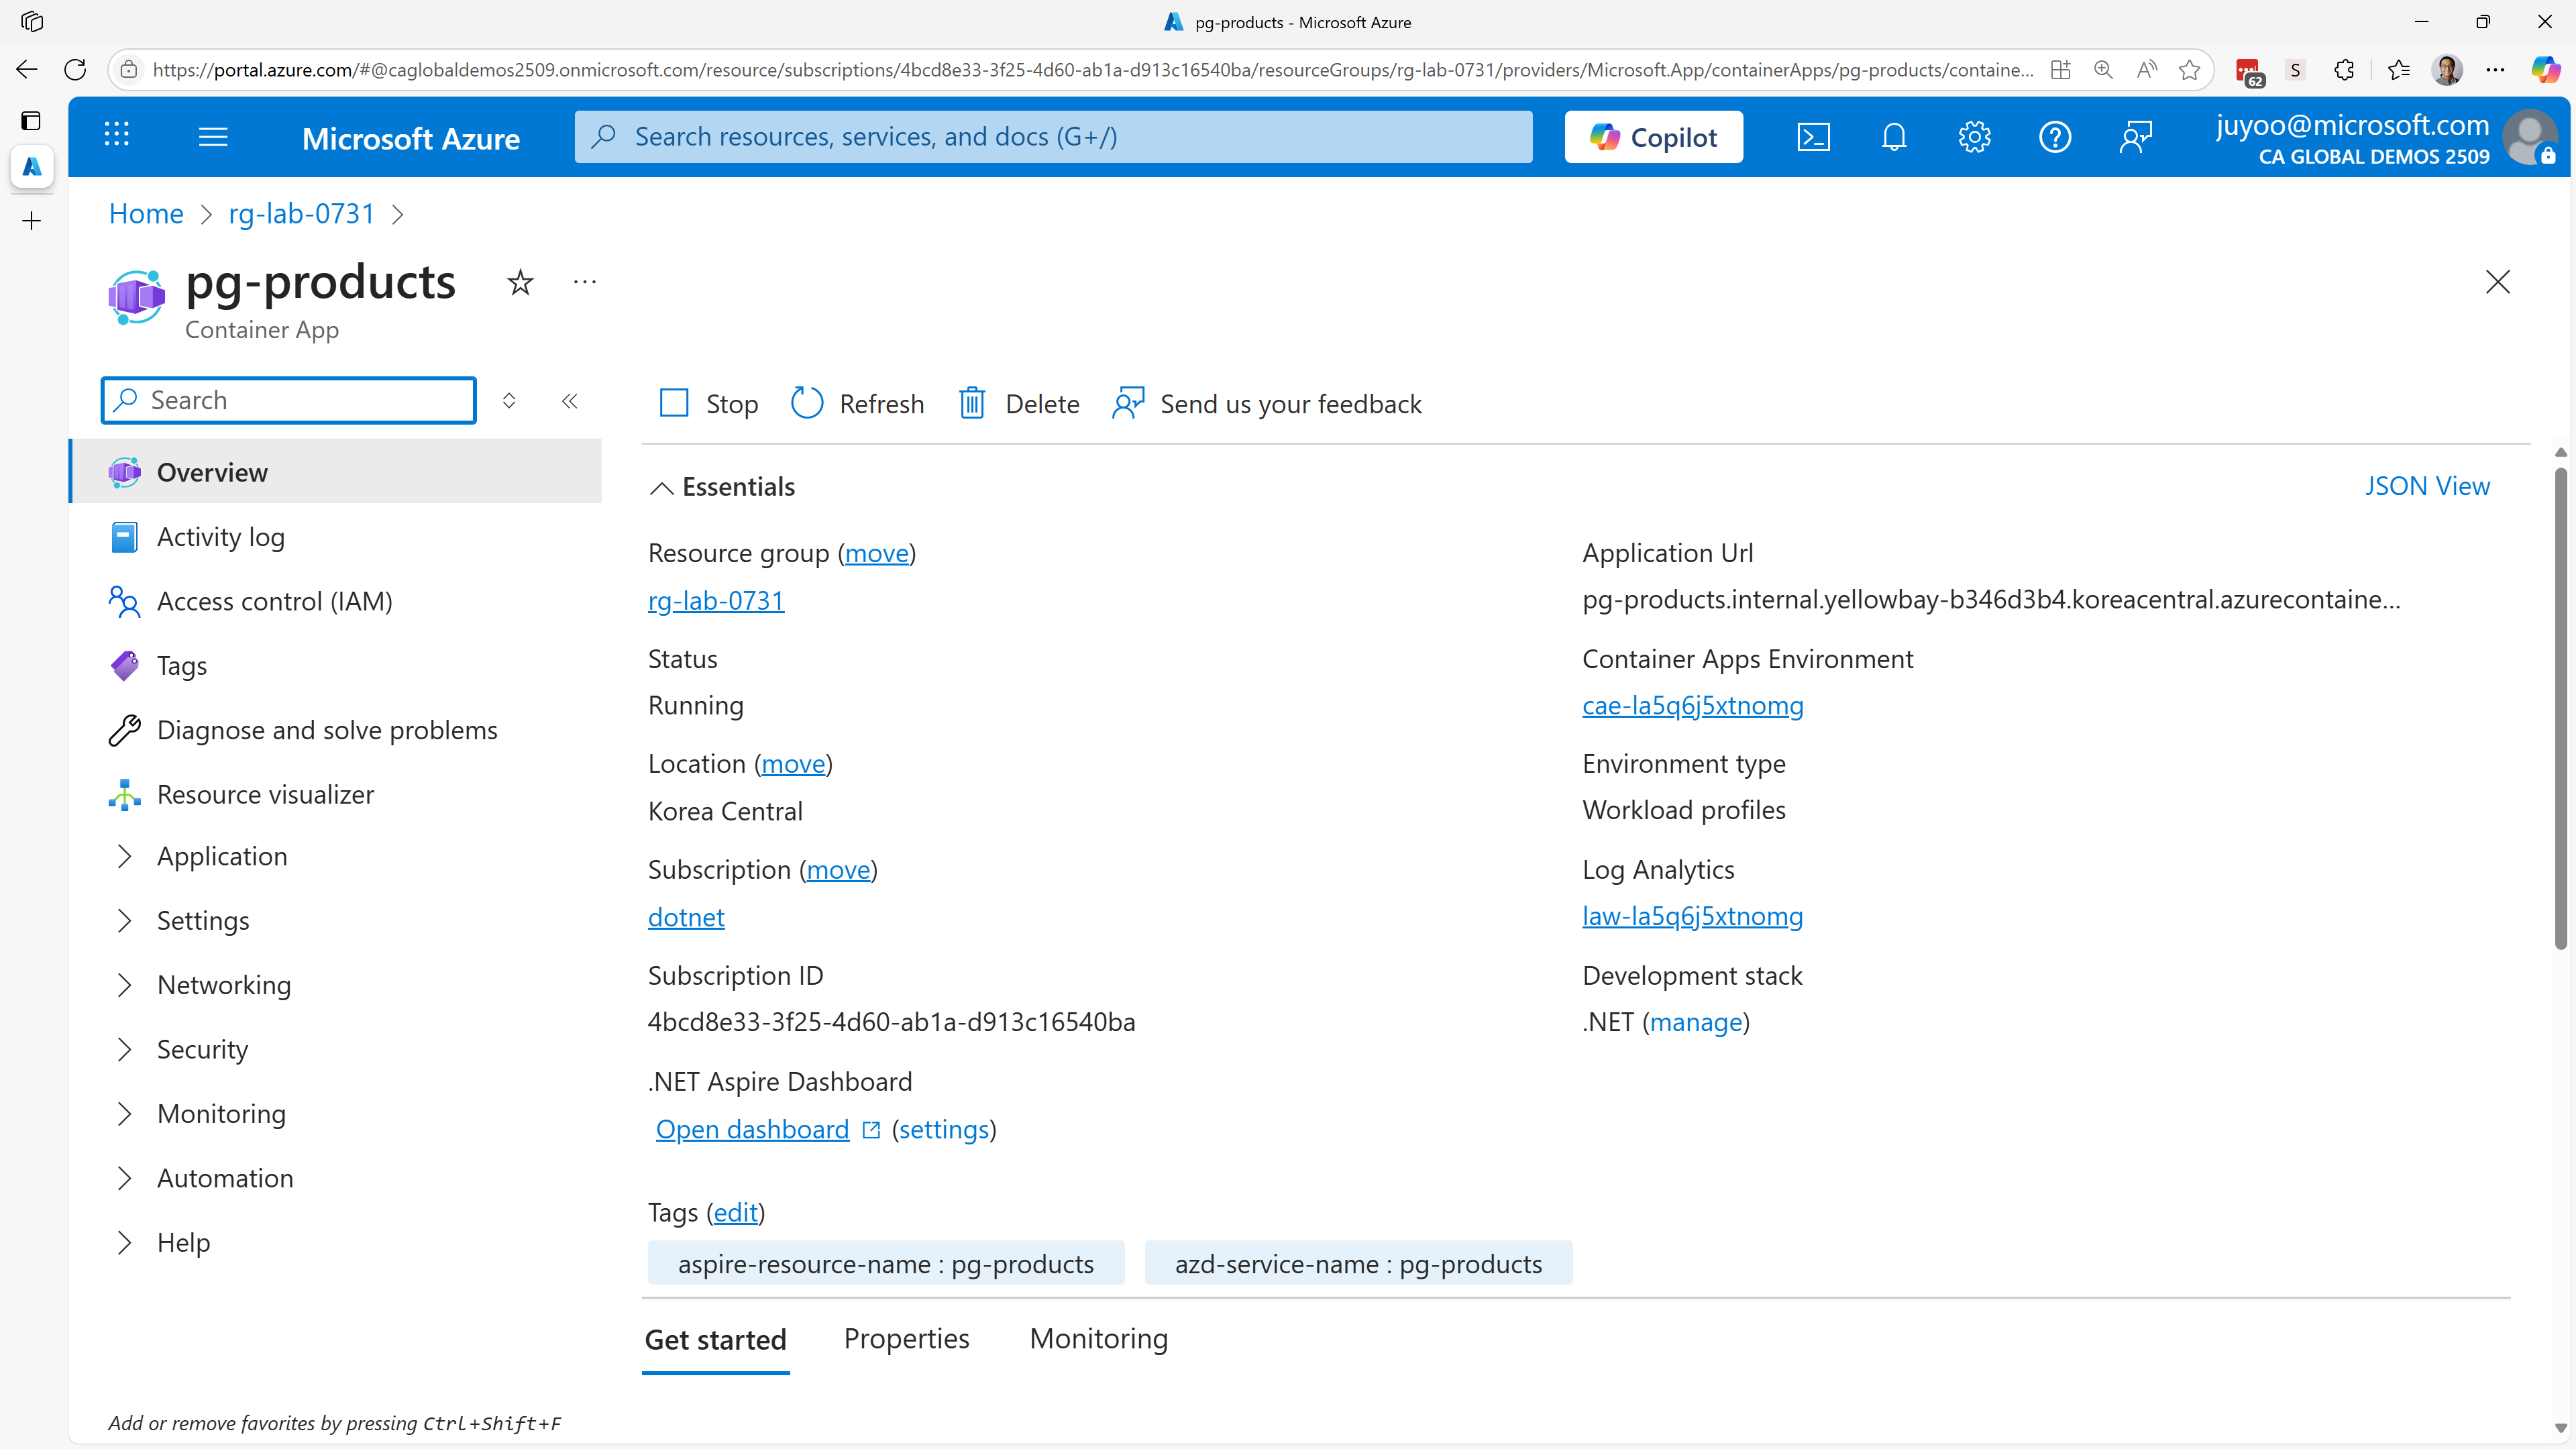 pg-products - Microsoft Azure
https://portal.azure.com/#@caglobaldemos2509.onmicrosoft.com/resource/subscriptions/4bcd8e33-3f25-4d60-ab1a-d913c16540ba/resourceGroups/rg-lab-0731/providers/Microsoft.App/containerApps/pg-products/containe...
62
S
Microsoft Azure
Search resources, services, and docs (G+/)
Copilot
juyoo@microsoft.com
CA GLOBAL DEMOS 2509
Home
rg-lab-0731
pg-products
Container App
Search
Stop
Refresh
Delete
Send us your feedback
Overview
Activity log
Access control (IAM)
Tags
Diagnose and solve problems
Resource visualizer
Application
Settings
Networking
Security
Monitoring
Automation
Help
Add or remove favorites by pressing Ctrl+Shift+F
Essentials
JSON View
Resource group (move)
rg-lab-0731
Status
Running
Location (move)
Korea Central
Subscription (move)
dotnet
Subscription ID
4bcd8e33-3f25-4d60-ab1a-d913c16540ba
.NET Aspire Dashboard
Open dashboard (settings)
Application Url
pg-products.internal.yellowbay-b346d3b4.koreacentral.azurecontaine...
Container Apps Environment
cae-la5q6j5xtnomg
Environment type
Workload profiles
Log Analytics
law-la5q6j5xtnomg
Development stack
.NET (manage)
Tags (edit)
aspire-resource-name : pg-products
azd-service-name : pg-products
Get started
Properties
Monitoring